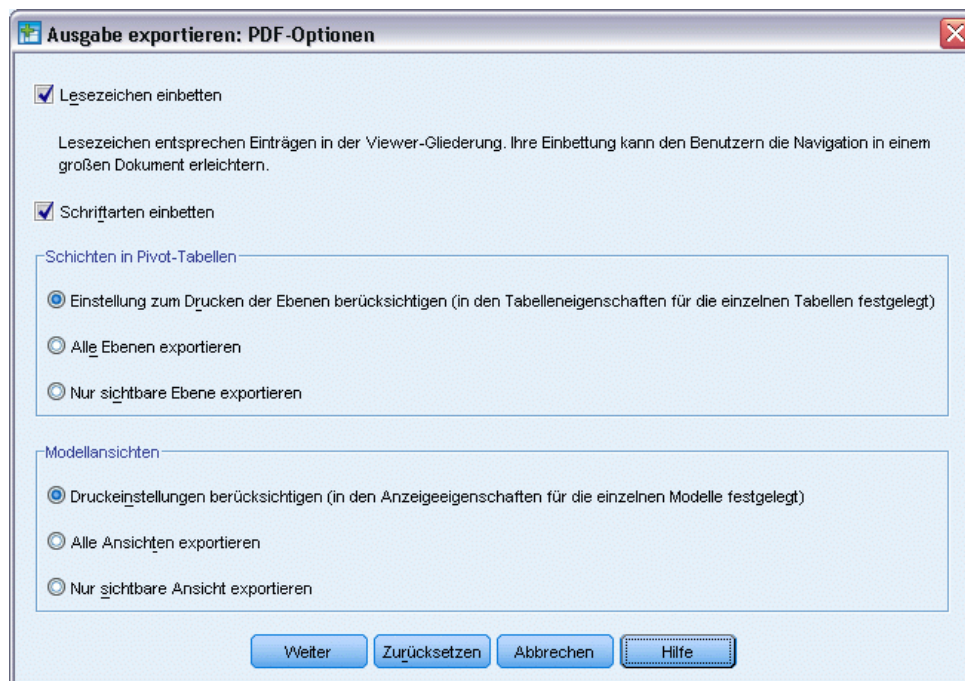 Ausgabe exportieren: PDF-Optionen
Lesezeichen einbetten
Lesezeichen entsprechen Einträgen in der Viewer-Gliederung. Ihre Einbettung kann den Benutzern die Navigation in einem
großen Dokument erleichtern.
Schriftarten einbetten
Schichten in Pivot-Tabellen
Einstellung zum Drucken der Ebenen berücksichtigen (in den Tabelleneigenschaften für die einzelnen Tabellen festgelegt)
Alle Ebenen exportieren
Nur sichtbare Ebene exportieren
Modellansichten
Druckeinstellungen berücksichtigen (in den Anzeigeeigenschaften für die einzelnen Modelle festgelegt)
Alle Ansichten exportieren
Nur sichtbare Ansicht exportieren
Weiter Zurücksetzen Abbrechen Hilfe